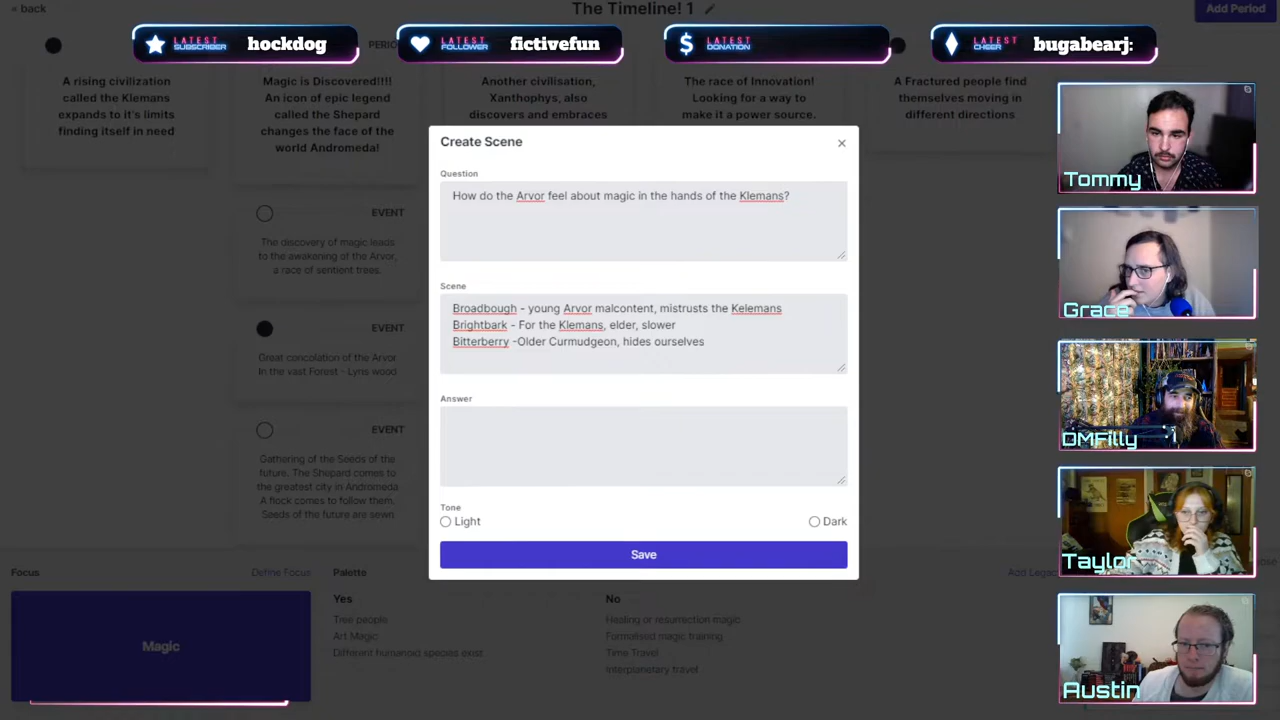 « back
The Timeline! 1
Add Period
LATEST SUBSCRIBER hockdog
LATEST FOLLOWER fictivefun
LATEST DONATION
LATEST CHEER bugabearj:
A rising civilization
called the Klemans
expands to it's limits
finding itself in need
Magic is Discovered!!!!
An icon of epic legend
called the Shepard
changes the face of the
world Andromeda!
Another civilisation,
Xanthophys, also
discovers and embraces
The race of Innovation!
Looking for a way to
make it a power source.
A Fractured people find
themselves moving in
different directions
EVENT
The discovery of magic leads
to the awakening of the Arvor,
a race of sentient trees.
EVENT
Great concolation of the Arvor
In the vast Forest - Lyris wood
EVENT
Gathering of the Seeds of the
future. The Shepard comes to
the greatest city in Andromeda
A flock comes to follow them.
Seeds of the future are sewn
Create Scene
×
Question
How do the Arvor feel about magic in the hands of the Klemans?
Scene
Broadbough - young Arvor malcontent, mistrusts the Kelemans
Brightbark - For the Klemans, elder, slower
Bitterberry -Older Curmudgeon, hides ourselves
Answer
Tone
Light
Dark
Save
Focus
Define Focus
Magic
Palette
Yes
Tree people
Art Magic
Different humanoid species exist
No
Healing or resurrection magic
Formalised magic training
Time Travel
Interplanetary travel
Add Legac
Tommy
Grace
DMFilly
Taylor
Austin